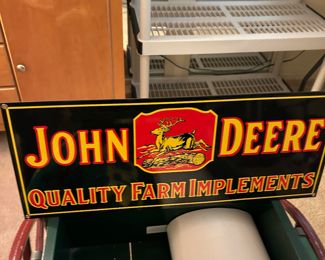 JOHN DEERE
QUALITY FARM IMPLEMENTS